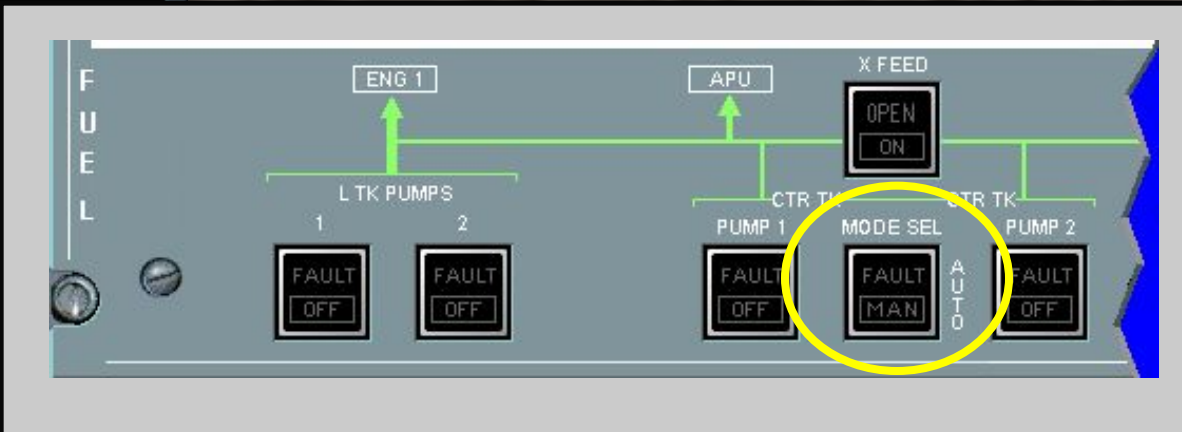 FUEL
ENG 1
APU
X FEED
OPEN
ON
L TK PUMPS
CTR TK
CTR TK
1
2
PUMP 1
MODE SEL
PUMP 2
FAULT
FAULT
FAULT
FAULT
AUTO
FAULT
OFF
OFF
OFF
MAN
OFF